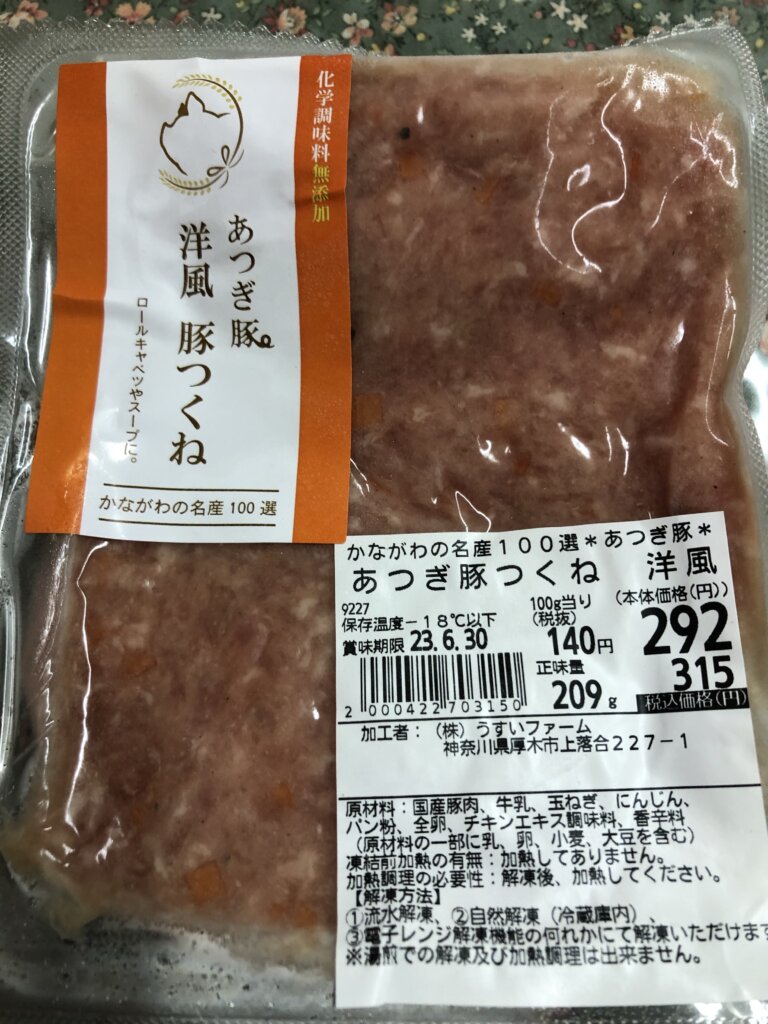 化学調味料無添加
あつぎ豚
洋風 豚つくね
ロールキャベツやスープに。
かながわの名産100選
かながわの名産100選*あつぎ豚*
あつぎ豚つくね 洋風
9227
保存温度-18℃以下
賞味期限 23.6.30
100g当り
(税抜)
140円
正味量
209g
(本体価格(円))
292
315
税込価格(円)
2 000422 703150
加工者:(株)うすいファーム
神奈川県厚木市上落合227-1
原材料:国産豚肉、牛乳、玉ねぎ、にんじん、
パン粉、全卵、チキンエキス調味料、香辛料
(原材料の一部に乳、卵、小麦、大豆を含む)
凍結前加熱の有無:加熱してありません。
加熱調理の必要性:解凍後、加熱してください。
【解凍方法】
①流水解凍、②自然解凍(冷蔵庫内)、
③電子レンジ解凍機能の何れかにて解凍いただけます
※湯煎での解凍及び加熱調理は出来ません。